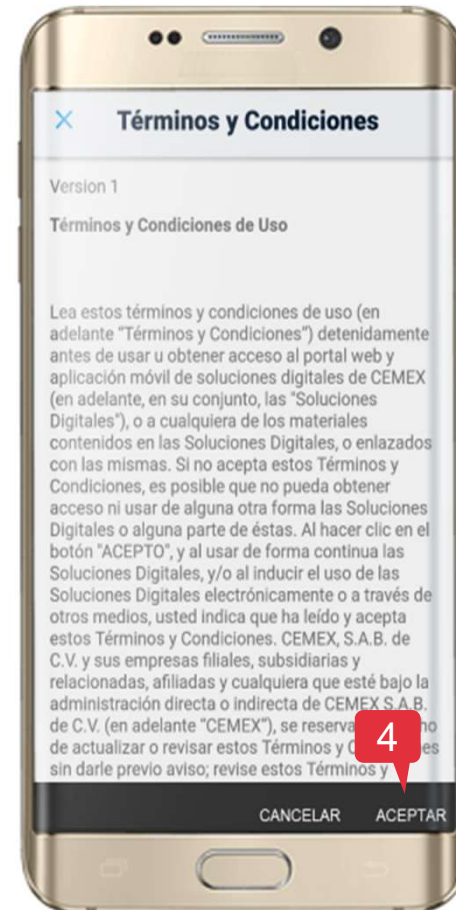 Términos y Condiciones
Version 1
Términos y Condiciones de Uso
Lea estos términos y condiciones de uso (en
adelante “Términos y Condiciones”) detenidamente
antes de usar u obtener acceso al portal web y
aplicación móvil de soluciones digitales de CEMEX
(en adelante, en su conjunto, las "Soluciones
Digitales"), o a cualquiera de los materiales
contenidos en las Soluciones Digitales, o enlazados
con las mismas. Si no acepta estos Términos y
Condiciones, es posible que no pueda obtener
acceso ni usar de alguna otra forma las Soluciones
Digitales o alguna parte de éstas. Al hacer clic en el
botón "ACEPTO", y al usar de forma continua las
Soluciones Digitales, y/o al inducir el uso de las
Soluciones Digitales electrónicamente o a través de
otros medios, usted indica que ha leído y acepta
estos Términos y Condiciones. CEMEX, S.A.B. de
C.V. y sus empresas filiales, subsidiarias y
relacionadas, afiliadas y cualquiera que esté bajo la
administración directa o indirecta de CEMEX S.A.B.
de C.V. (en adelante “CEMEX”), se reserva
de actualizar o revisar estos Términos y
sin darle previo aviso; revise estos Términos y
4
CANCELAR ACEPTAR